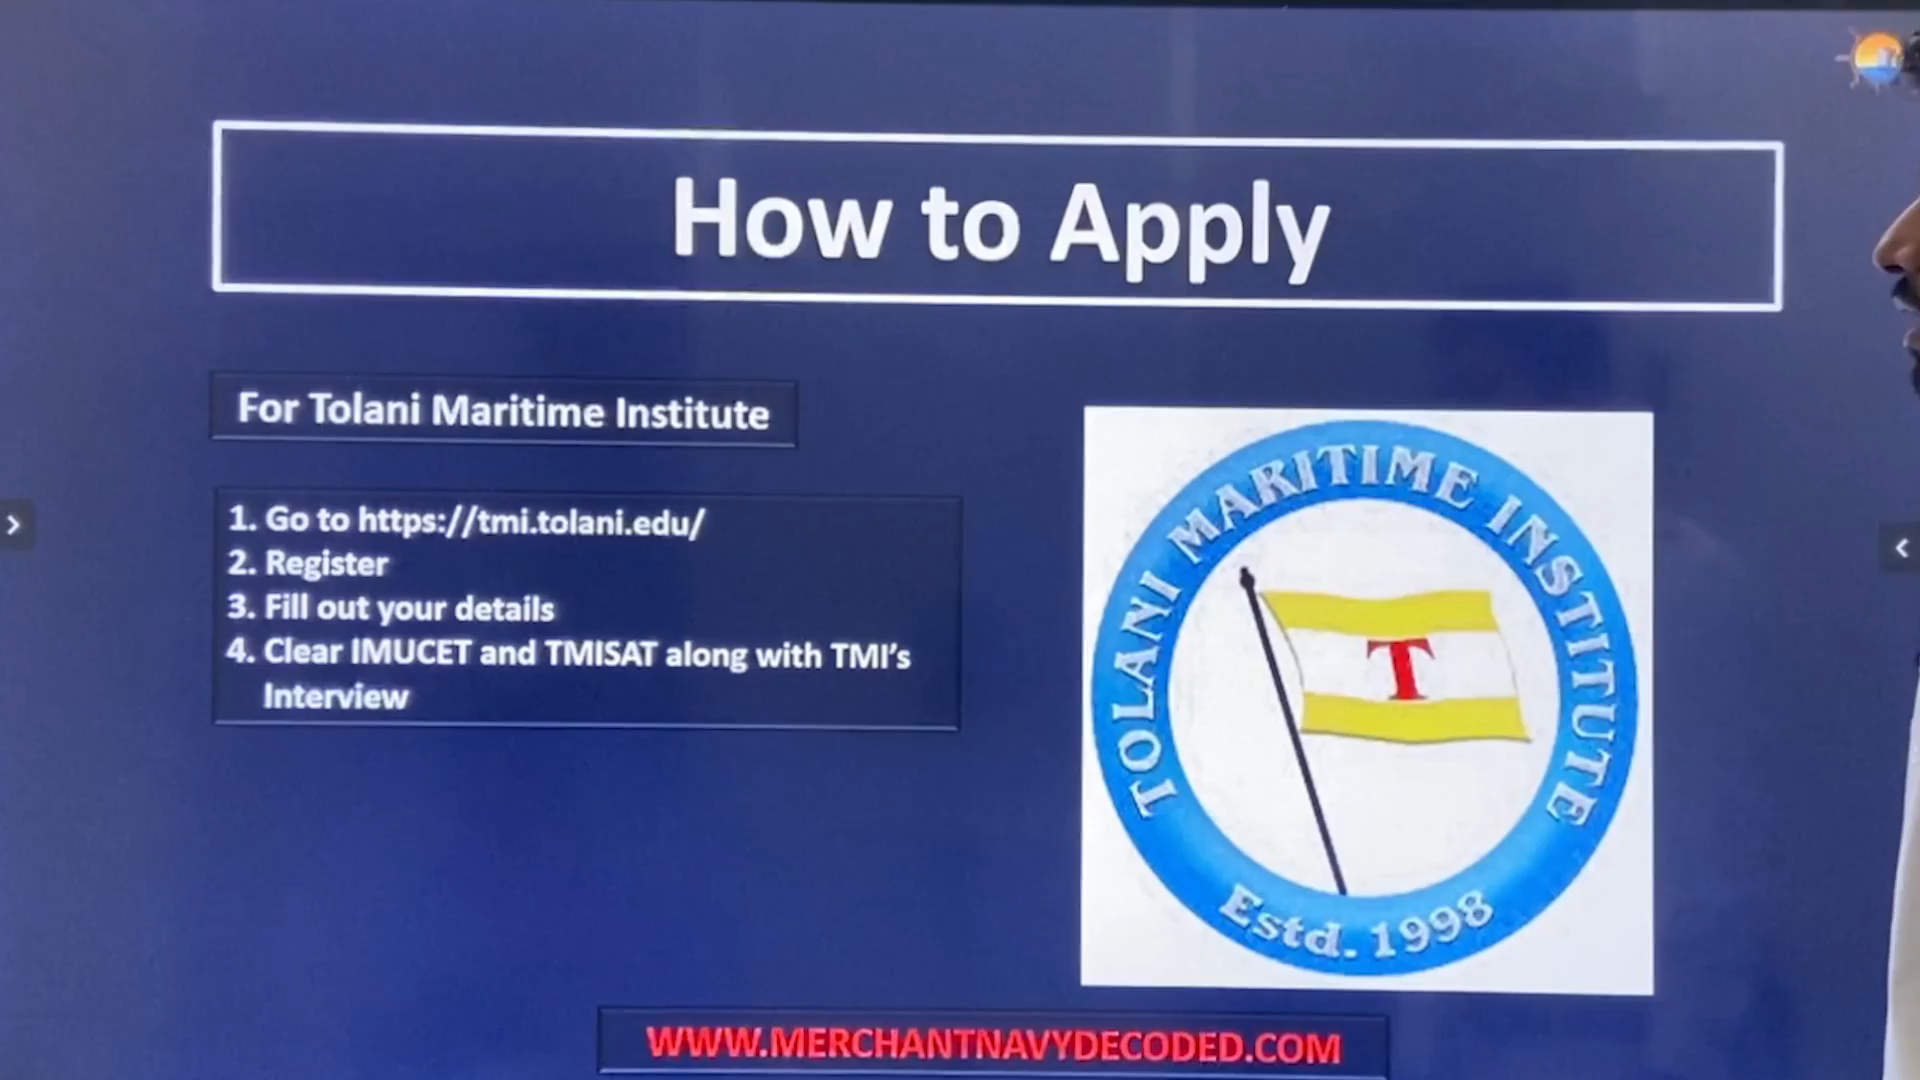 How to Apply
For Tolani Maritime Institute
1. Go to https://tmi.tolani.edu/
2. Register
3. Fill out your details
4. Clear IMUCET and TMISAT along with TMI's
Interview
TOLANI MARITIME INSTITUTE
T
Estd. 1998
WWW.MERCHANTNAVYDECODED.COM